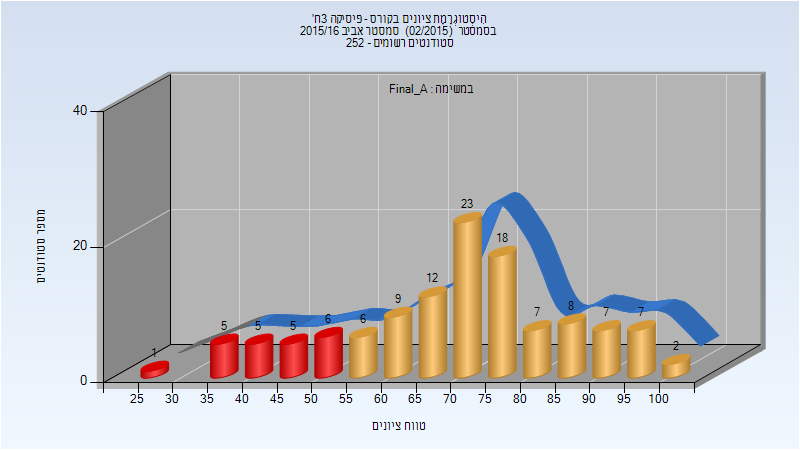 היסטוגרמת ציונים בקורס - פיסיקה 3ח'
בסמסטר (02/2015) סמסטר אביב 2015/16
סטודנטים רשומים - 252
במשימה : Final_A
מספר סטודנטים
40
20
0
1
5
5
5
6
6
9
12
23
18
7
8
7
7
2
25 30 35 40 45 50 55 60 65 70 75 80 85 90 95 100
טווח ציונים